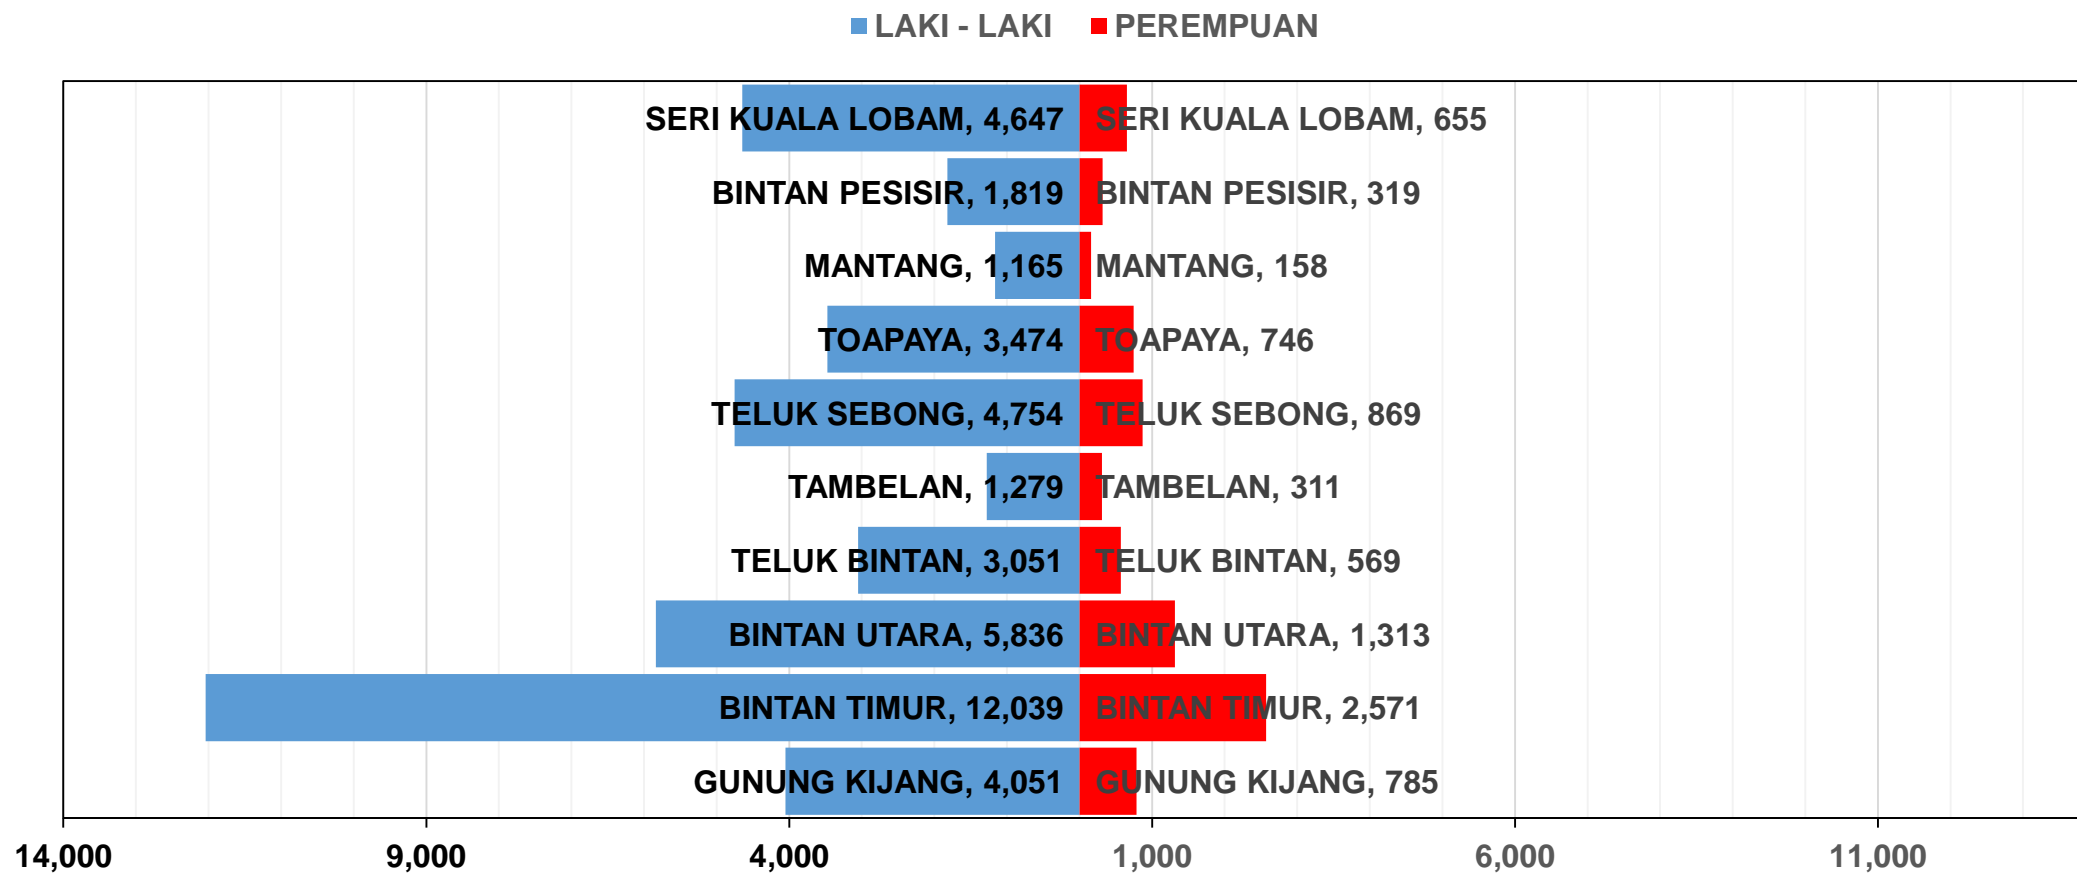 LAKI - LAKI PEREMPUAN
SERI KUALA LOBAM, 4,647 SERI KUALA LOBAM, 655
BINTAN PESISIR, 1,819 BINTAN PESISIR, 319
MANTANG, 1,165 MANTANG, 158
TOAPAYA, 3,474 TOAPAYA, 746
TELUK SEBONG, 4,754 TELUK SEBONG, 869
TAMBELAN, 1,279 TAMBELAN, 311
TELUK BINTAN, 3,051 TELUK BINTAN, 569
BINTAN UTARA, 5,836 BINTAN UTARA, 1,313
BINTAN TIMUR, 12,039 BINTAN TIMUR, 2,571
GUNUNG KIJANG, 4,051 GUNUNG KIJANG, 785
14,000 9,000 4,000 1,000 6,000 11,000